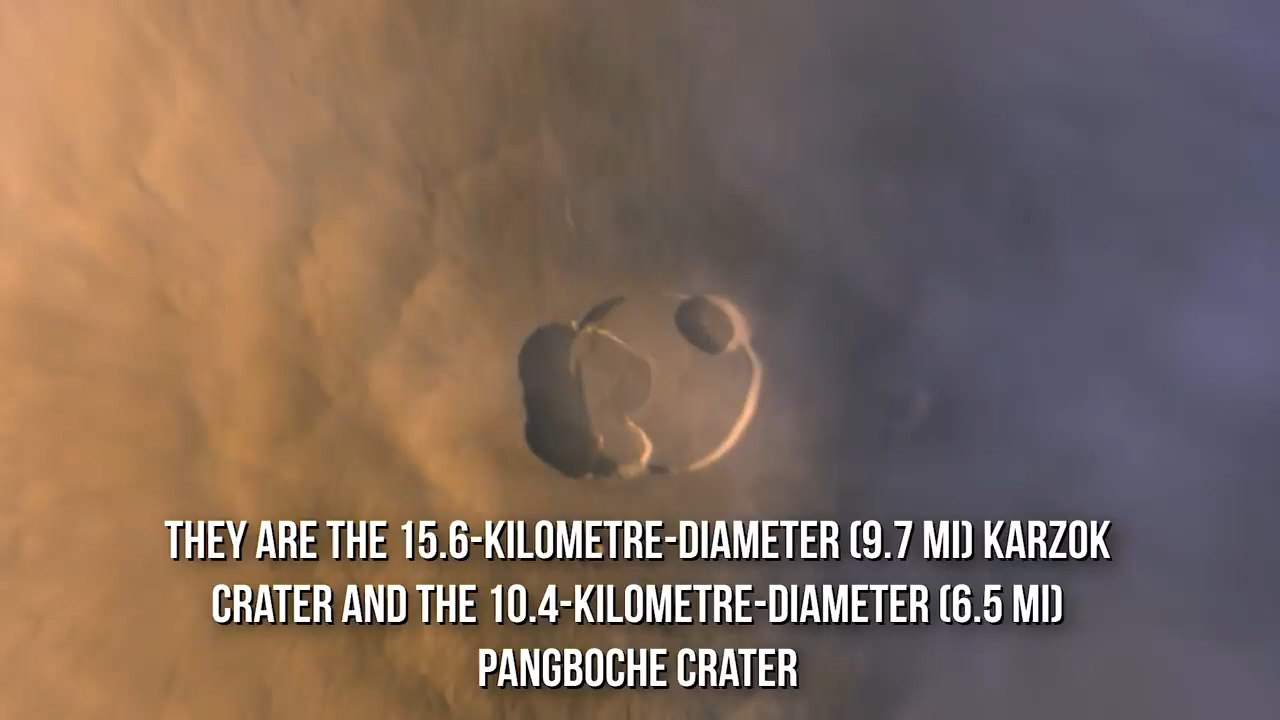 THEY ARE THE 15.6-KILOMETRE-DIAMETER (9.7 MI) KARZOK
CRATER AND THE 10.4-KILOMETRE-DIAMETER (6.5 MI)
PANGBOCHE CRATER